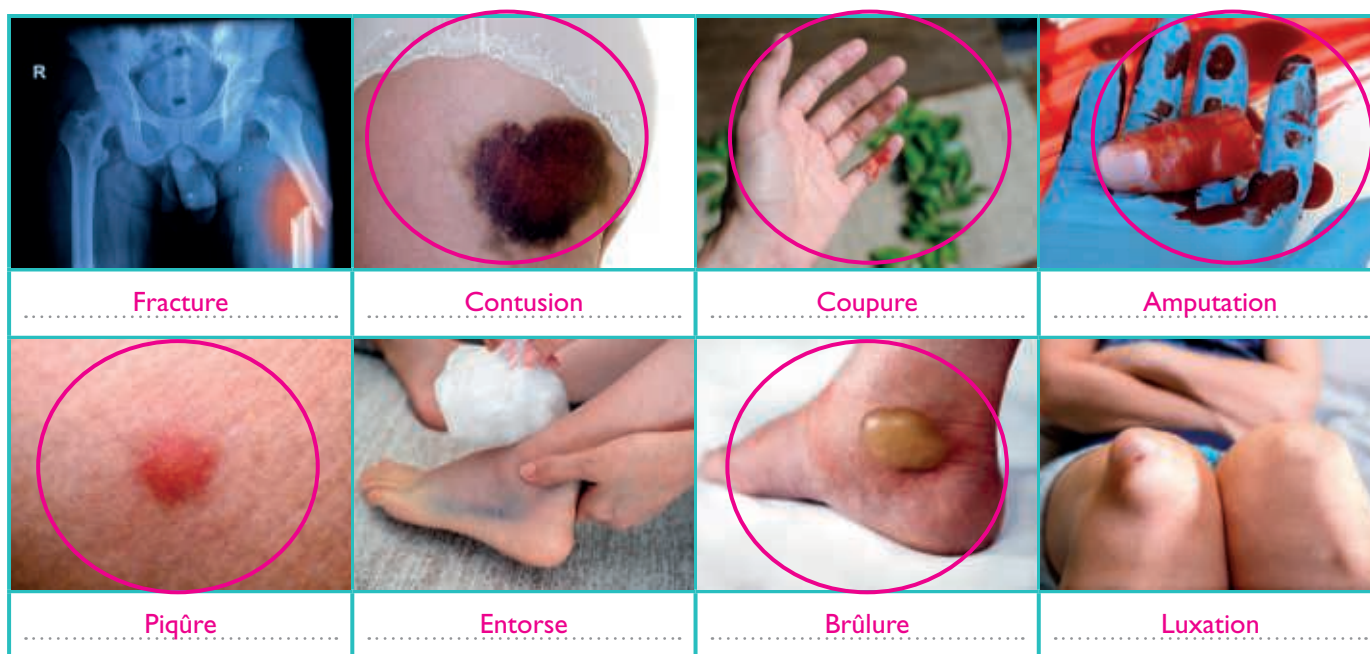 R
Fracture
Contusion
Coupure
Amputation
Piqûre
Entorse
Brûlure
Luxation